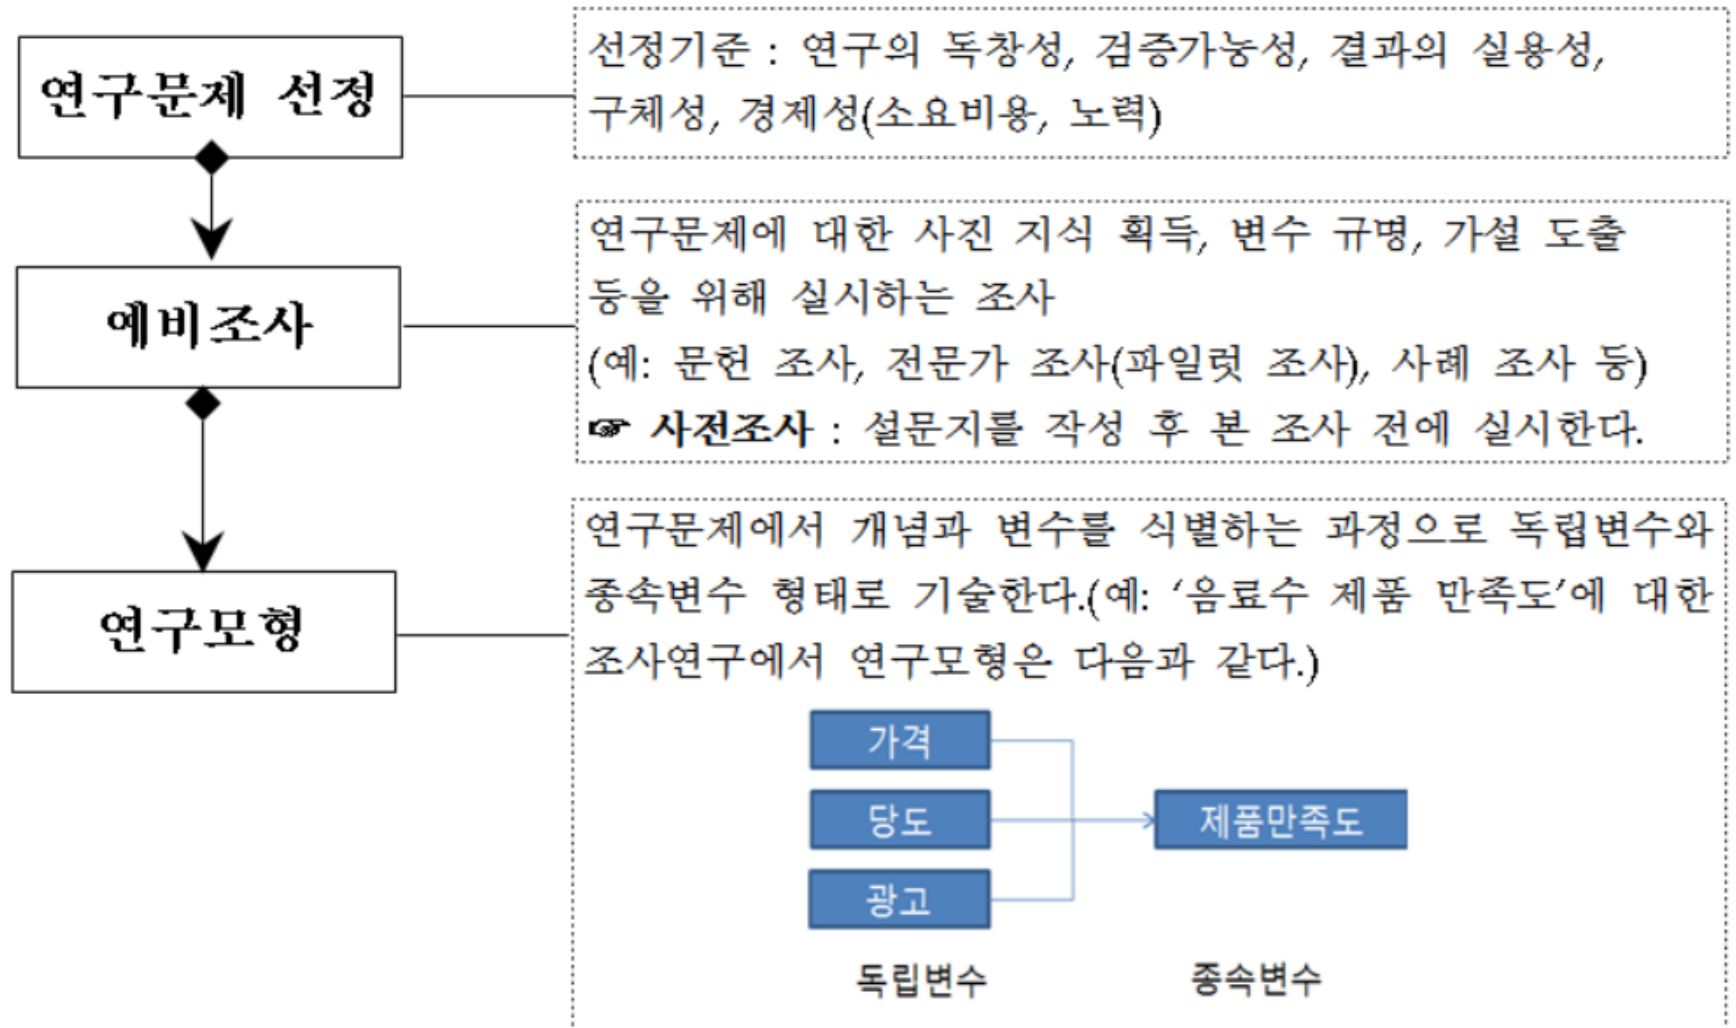 연구문제 선정
선정기준 : 연구의 독창성, 검증가능성, 결과의 실용성,
구체성, 경제성(소요비용, 노력)
예비조사
연구문제에 대한 사진 지식 획득, 변수 규명, 가설 도출
등을 위해 실시하는 조사
(예: 문헌 조사, 전문가 조사(파일럿 조사), 사례 조사 등)
☞ 사전조사 : 설문지를 작성 후 본 조사 전에 실시한다.
연구모형
연구문제에서 개념과 변수를 식별하는 과정으로 독립변수와
종속변수 형태로 기술한다.(예: ‘음료수 제품 만족도’에 대한
조사연구에서 연구모형은 다음과 같다.)
가격
당도
제품만족도
광고
독립변수
종속변수